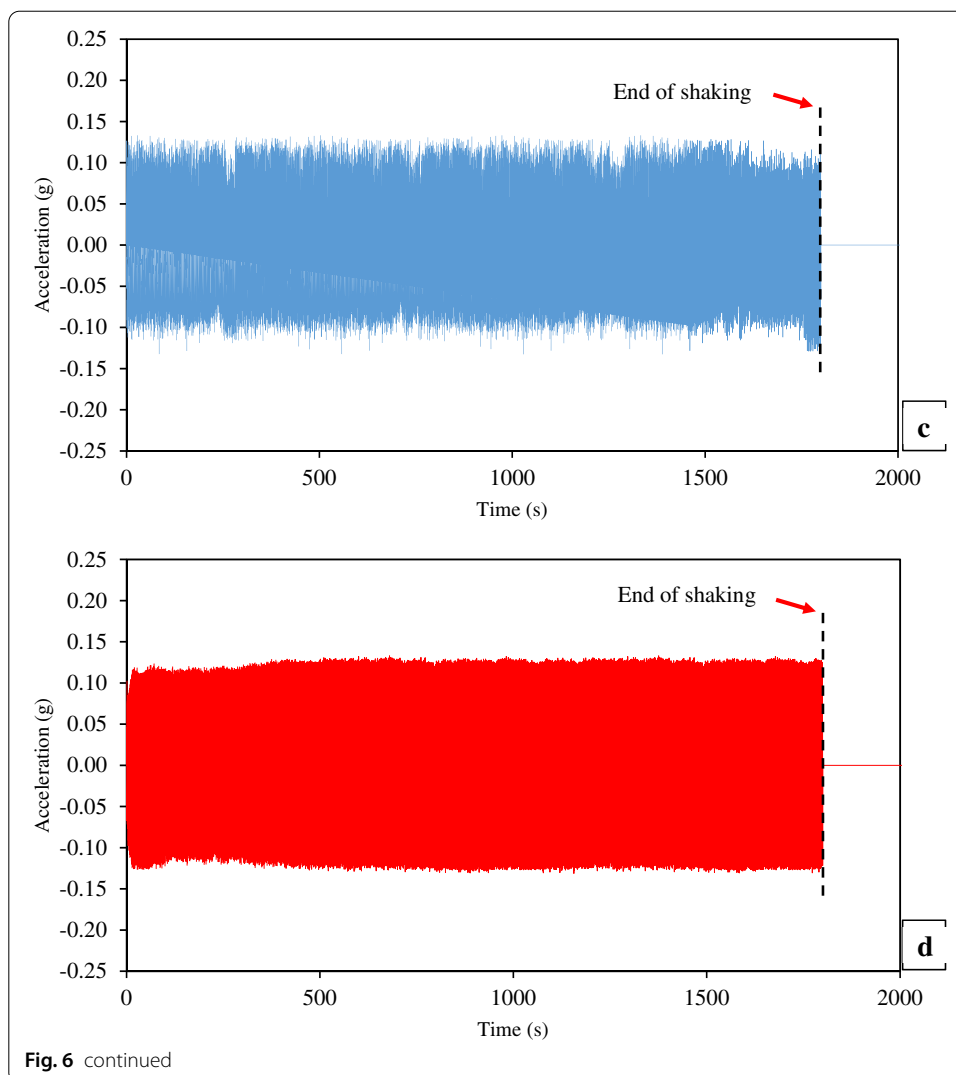 0.25
0.20
0.15
0.10
0.05
0.00
-0.05
-0.10
-0.15
-0.20
-0.25
Acceleration (g)
End of shaking
0 500 1000 1500 2000
Time (s)
c
0.25
0.20
0.15
0.10
0.05
0.00
-0.05
-0.10
-0.15
-0.20
-0.25
Acceleration (g)
End of shaking
0 500 1000 1500 2000
Time (s)
d
Fig. 6 continued